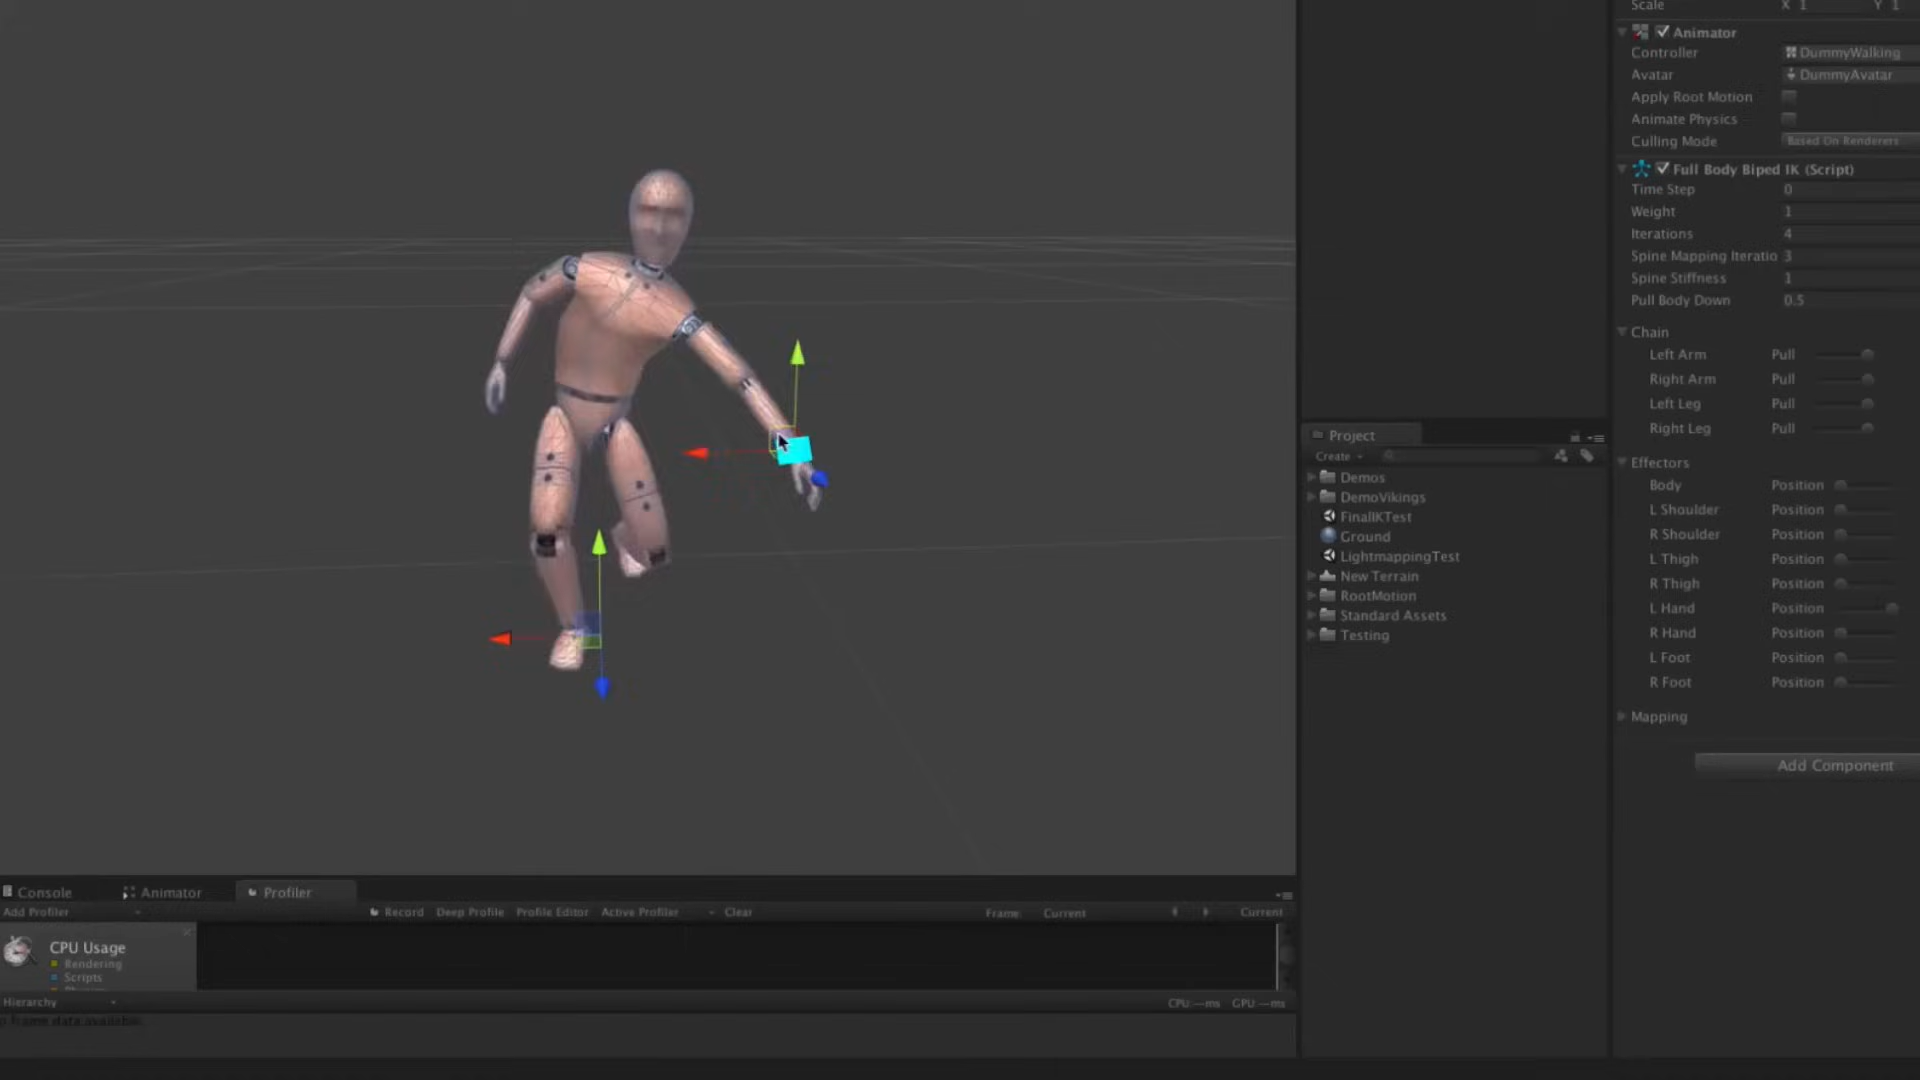 Scale X 1 Y 1
Animator
Controller DummyWalking
Avatar DummyAvatar
Apply Root Motion
Animate Physics
Culling Mode Based On Renderers
Full Body Biped IK (Script)
Time Step 0
Weight 1
Iterations 4
Spine Mapping Iteratio 3
Spine Stiffness 1
Pull Body Down 0.5
Chain
Left Arm Pull
Right Arm Pull
Left Leg Pull
Right Leg Pull
Effectors
Body Position
L Shoulder Position
R Shoulder Position
L Thigh Position
R Thigh Position
L Hand Position
R Hand Position
L Foot Position
R Foot Position
Mapping
Add Component
Project
Create
Demos
DemoVikings
FinalIKTest
Ground
LightmappingTest
New Terrain
RootMotion
Standard Assets
Testing
Console Animator Profiler
Add Profiler Record Deep Profile Profile Editor Active Profiler Clear Frame: Current Current
CPU Usage
Rendering
Scripts
Hierarchy CPU:--ms GPU:--ms
frame data available